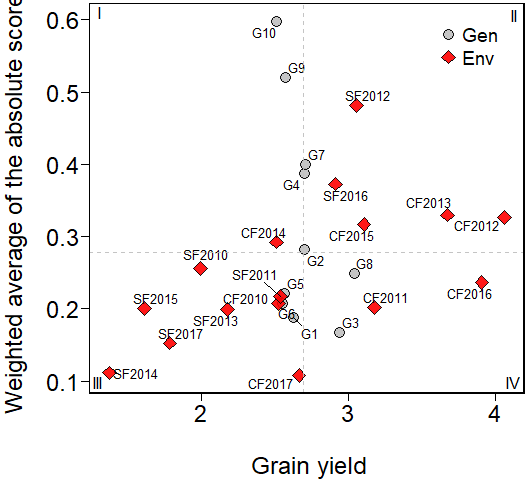 Weighted average of the absolute score
0.6
0.5
0.4
0.3
0.2
0.1
I
II
III
IV
Gen
Env
G10
G9
SF2012
G7
G4
SF2016
CF2013
CF2012
CF2015
CF2014
G2
SF2010
G8
SF2011
G5
CF2016
SF2015
CF2010
CF2011
SF2013
G6
G3
G1
SF2017
SF2014
CF2017
2
3
4
Grain yield